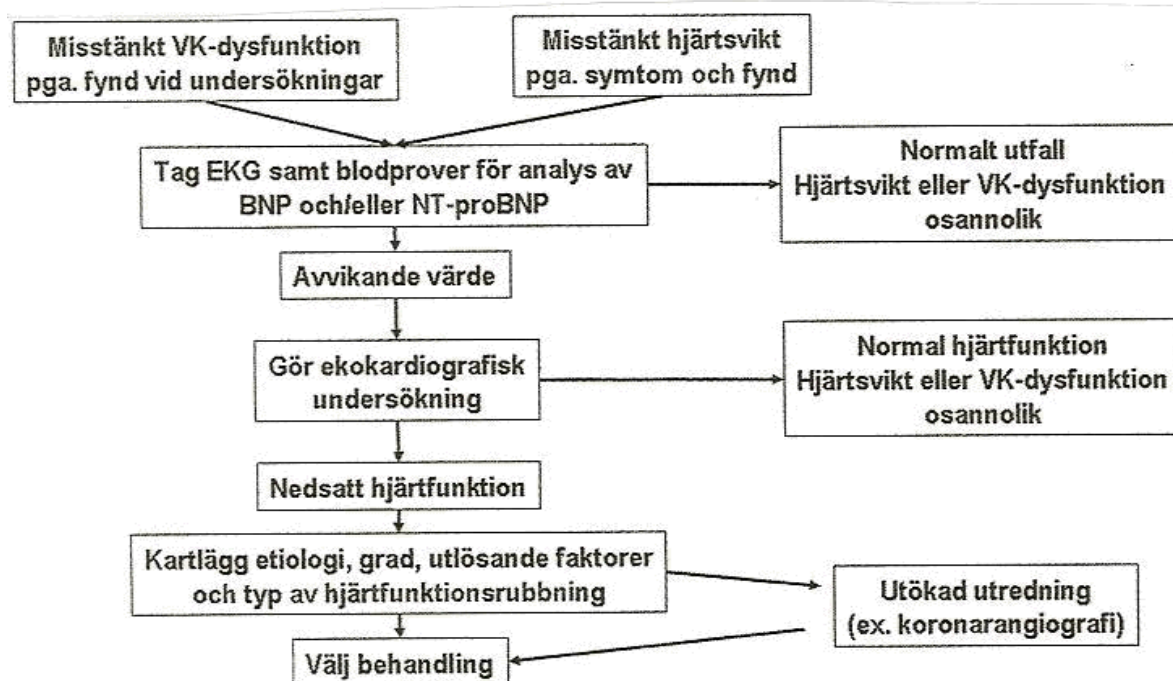 Misstänkt VK-dysfunktion
pga. fynd vid undersökningar
Misstänkt hjärtsvikt
pga. symtom och fynd
Tag EKG samt blodprover för analys av
BNP och/eller NT-proBNP
Normalt utfall
Hjärtsvikt eller VK-dysfunktion
osannolik
Avvikande värde
Gör ekokardiografisk
undersökning
Normal hjärtfunktion
Hjärtsvikt eller VK-dysfunktion
osannolik
Nedsatt hjärtfunktion
Kartlägg etiologi, grad, utlösande faktorer
och typ av hjärtfunktionsrubbning
Utökad utredning
(ex. koronarangiografi)
Välj behandling